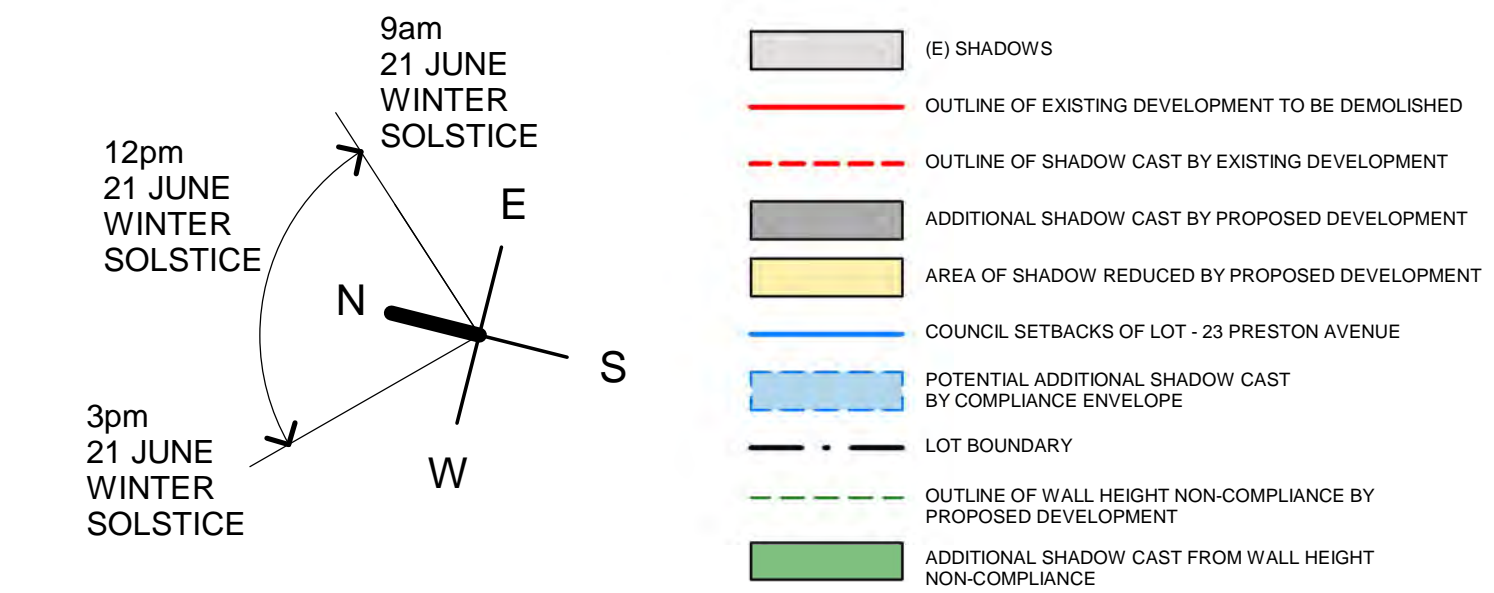 9am
21 JUNE
WINTER
SOLSTICE
12pm
21 JUNE
WINTER
SOLSTICE
E
N
S
W
3pm
21 JUNE
WINTER
SOLSTICE
(E) SHADOWS
OUTLINE OF EXISTING DEVELOPMENT TO BE DEMOLISHED
OUTLINE OF SHADOW CAST BY EXISTING DEVELOPMENT
ADDITIONAL SHADOW CAST BY PROPOSED DEVELOPMENT
AREA OF SHADOW REDUCED BY PROPOSED DEVELOPMENT
COUNCIL SETBACKS OF LOT - 23 PRESTON AVENUE
POTENTIAL ADDITIONAL SHADOW CAST
BY COMPLIANCE ENVELOPE
LOT BOUNDARY
OUTLINE OF WALL HEIGHT NON-COMPLIANCE BY
PROPOSED DEVELOPMENT
ADDITIONAL SHADOW CAST FROM WALL HEIGHT
NON-COMPLIANCE